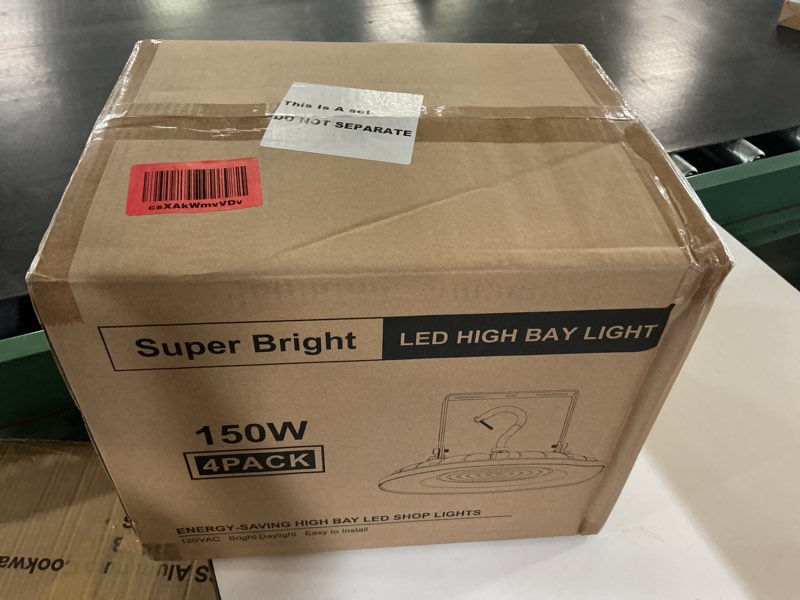 This Is A set
DO NOT SEPARATE
csXAkWmvVDv
Super Bright
LED HIGH BAY LIGHT
150W
4PACK
ENERGY-SAVING HIGH BAY LED SHOP LIGHTS
120VAC Bright Daylight Easy to Install